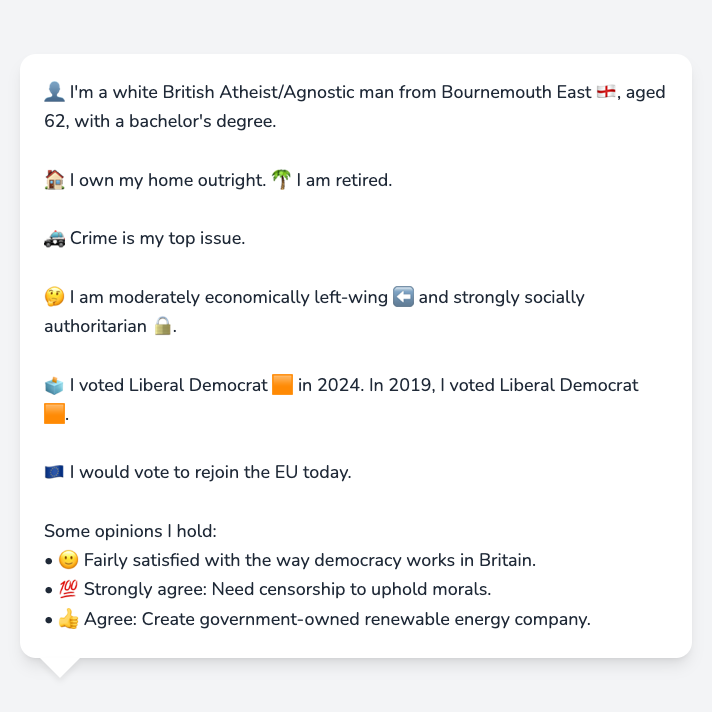 👤 I'm a white British Atheist/Agnostic man from Bournemouth East 🏴󠁧󠁢󠁥󠁮󠁧󠁿, aged
62, with a bachelor's degree.
🏠 I own my home outright. 🌴 I am retired.
🚓 Crime is my top issue.
🤔 I am moderately economically left-wing ⬅️ and strongly socially
authoritarian 🔒.
🗳️ I voted Liberal Democrat 🟧 in 2024. In 2019, I voted Liberal Democrat
🟧.
🇪🇺 I would vote to rejoin the EU today.
Some opinions I hold:
• 🙂 Fairly satisfied with the way democracy works in Britain.
• 💯 Strongly agree: Need censorship to uphold morals.
• 👍 Agree: Create government-owned renewable energy company.